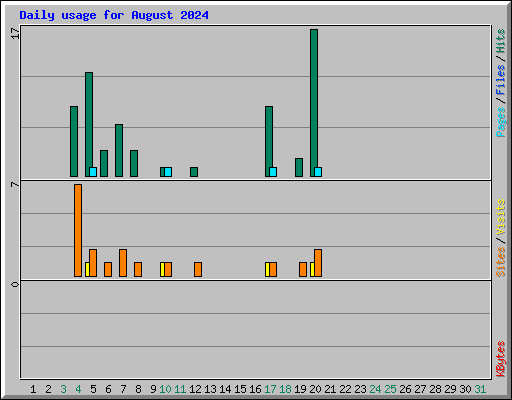 Daily usage for August 2024
17
7
0
Pages / Files / Hits
Sites / Visits
KBytes
1 2 3 4 5 6 7 8 9 10 11 12 13 14 15 16 17 18 19 20 21 22 23 24 25 26 27 28 29 30 31